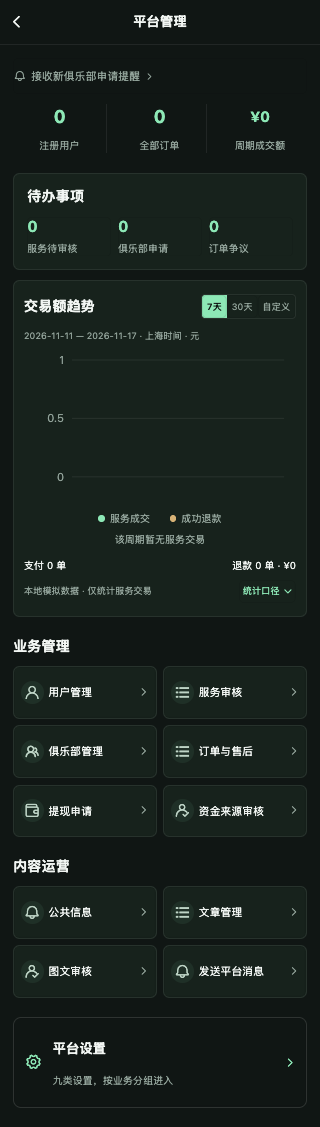 平台管理
接收新俱乐部申请提醒
0 0 ¥0
注册用户 全部订单 周期成交额
待办事项
0 0 0
服务待审核 俱乐部申请 订单争议
交易额趋势 7天 30天 自定义
2026-11-11 — 2026-11-17 · 上海时间 · 元
1
0.5
0
服务成交 成功退款
该周期暂无服务交易
支付 0 单 退款 0 单 · ¥0
本地模拟数据 · 仅统计服务交易 统计口径
业务管理
用户管理 服务审核
俱乐部管理 订单与售后
提现申请 资金来源审核
内容运营
公共信息 文章管理
图文审核 发送平台消息
平台设置
九类设置，按业务分组进入